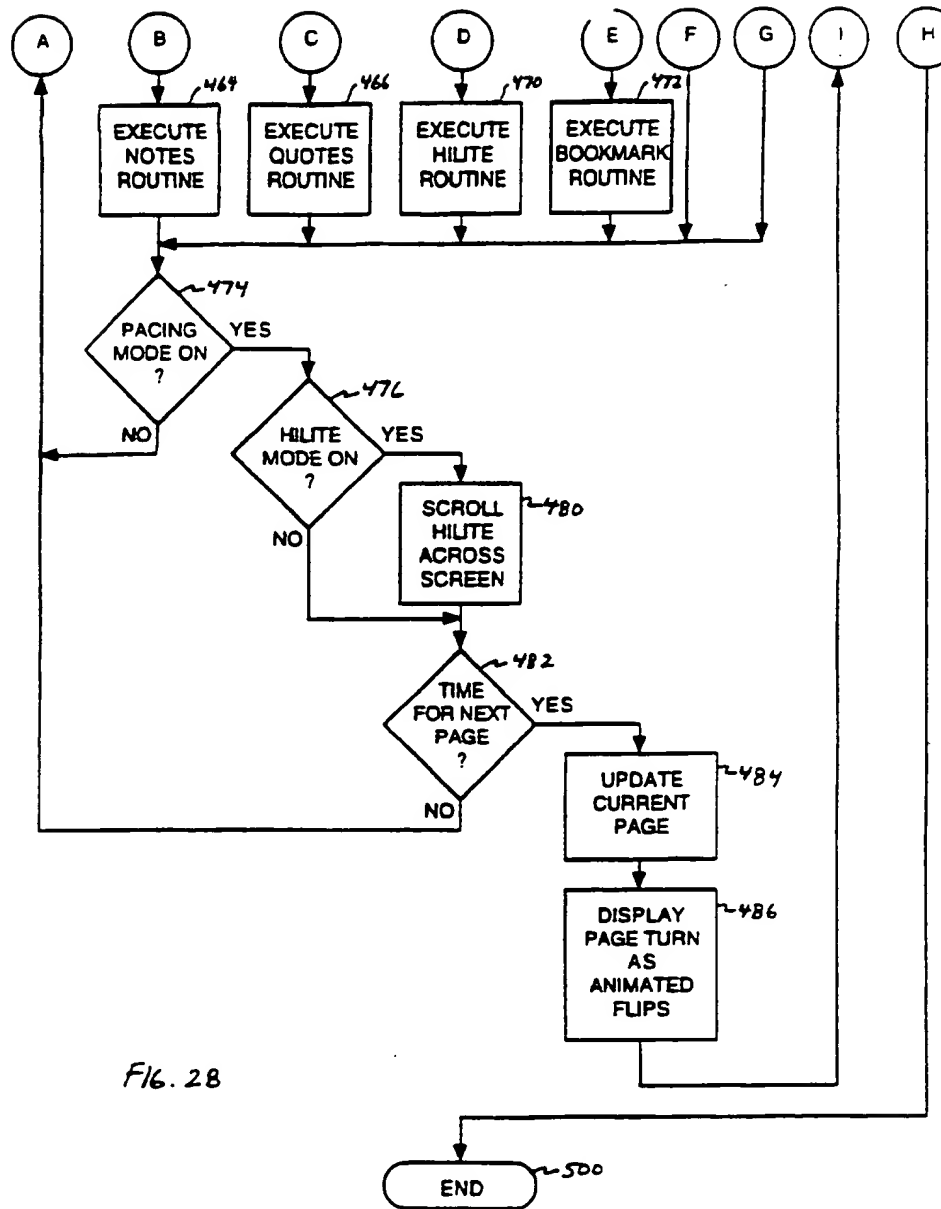 A B C D E F G I H
464 466 470 472
EXECUTE
NOTES
ROUTINE
EXECUTE
QUOTES
ROUTINE
EXECUTE
HILITE
ROUTINE
EXECUTE
BOOKMARK
ROUTINE
474
PACING
MODE ON
?
YES
NO
476
HILITE
MODE ON
?
YES
NO
480
SCROLL
HILITE
ACROSS
SCREEN
482
TIME
FOR NEXT
PAGE
?
YES
NO
484
UPDATE
CURRENT
PAGE
486
DISPLAY
PAGE TURN
AS
ANIMATED
FLIPS
FIG. 28
500
END